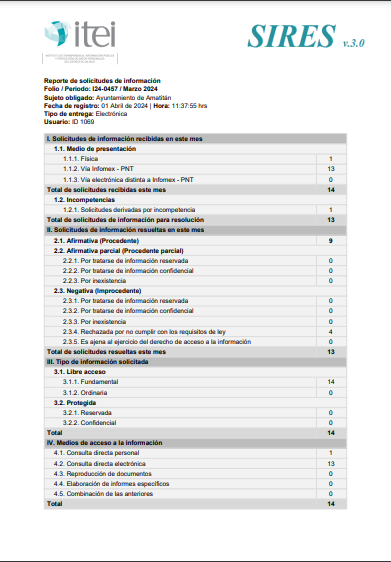 itei
INSTITUTO DE TRANSPARENCIA, INFORMACIÓN PÚBLICA
Y PROTECCIÓN DE DATOS PERSONALES
DEL ESTADO DE JALISCO
SIRES v.3.0
Reporte de solicitudes de información
Folio / Periodo: I24-0457 / Marzo 2024
Sujeto obligado: Ayuntamiento de Amatitán
Fecha de registro: 01 Abril de 2024 | Hora: 11:37:55 hrs
Tipo de entrega: Electrónica
Usuario: ID 1069
I. Solicitudes de información recibidas en este mes
1.1. Medio de presentación
1.1.1. Física 1
1.1.2. Vía Infomex - PNT 13
1.1.3. Vía electrónica distinta a Infomex - PNT 0
Total de solicitudes recibidas este mes 14
1.2. Incompetencias
1.2.1. Solicitudes derivadas por incompetencia 1
Total de solicitudes de información para resolución 13
II. Solicitudes de información resueltas en este mes
2.1. Afirmativa (Procedente) 9
2.2. Afirmativa parcial (Procedente parcial)
2.2.1. Por tratarse de información reservada 0
2.2.2. Por tratarse de información confidencial 0
2.2.3. Por inexistencia 0
2.3. Negativa (Improcedente)
2.3.1. Por tratarse de información reservada 0
2.3.2. Por tratarse de información confidencial 0
2.3.3. Por inexistencia 0
2.3.4. Rechazada por no cumplir con los requisitos de ley 4
2.3.5. Es ajena al ejercicio del derecho de acceso a la información 0
Total de solicitudes resueltas este mes 13
III. Tipo de información solicitada
3.1. Libre acceso
3.1.1. Fundamental 14
3.1.2. Ordinaria 0
3.2. Protegida
3.2.1. Reservada 0
3.2.2. Confidencial 0
Total 14
IV. Medios de acceso a la información
4.1. Consulta directa personal 1
4.2. Consulta directa electrónica 13
4.3. Reproducción de documentos 0
4.4. Elaboración de informes específicos 0
4.5. Combinación de las anteriores 0
Total 14